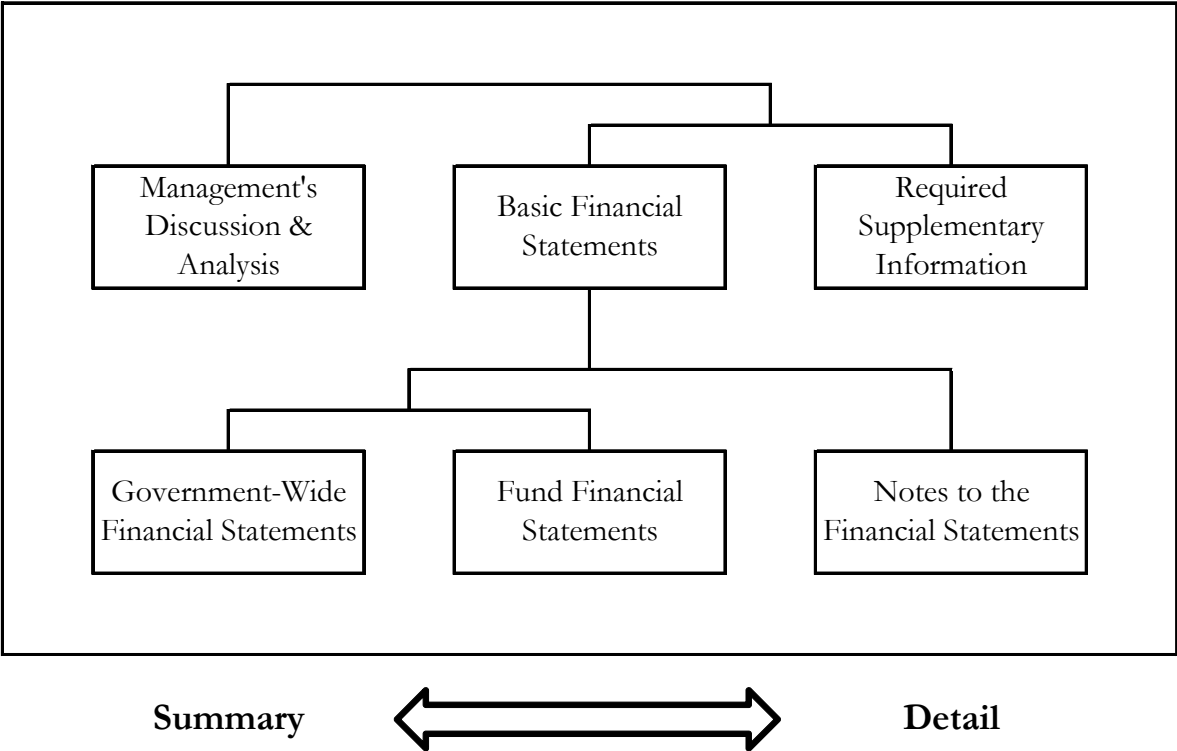 Management's
Discussion &
Analysis
Basic Financial
Statements
Required
Supplementary
Information
Government-Wide
Financial Statements
Fund Financial
Statements
Notes to the
Financial Statements
Summary
Detail